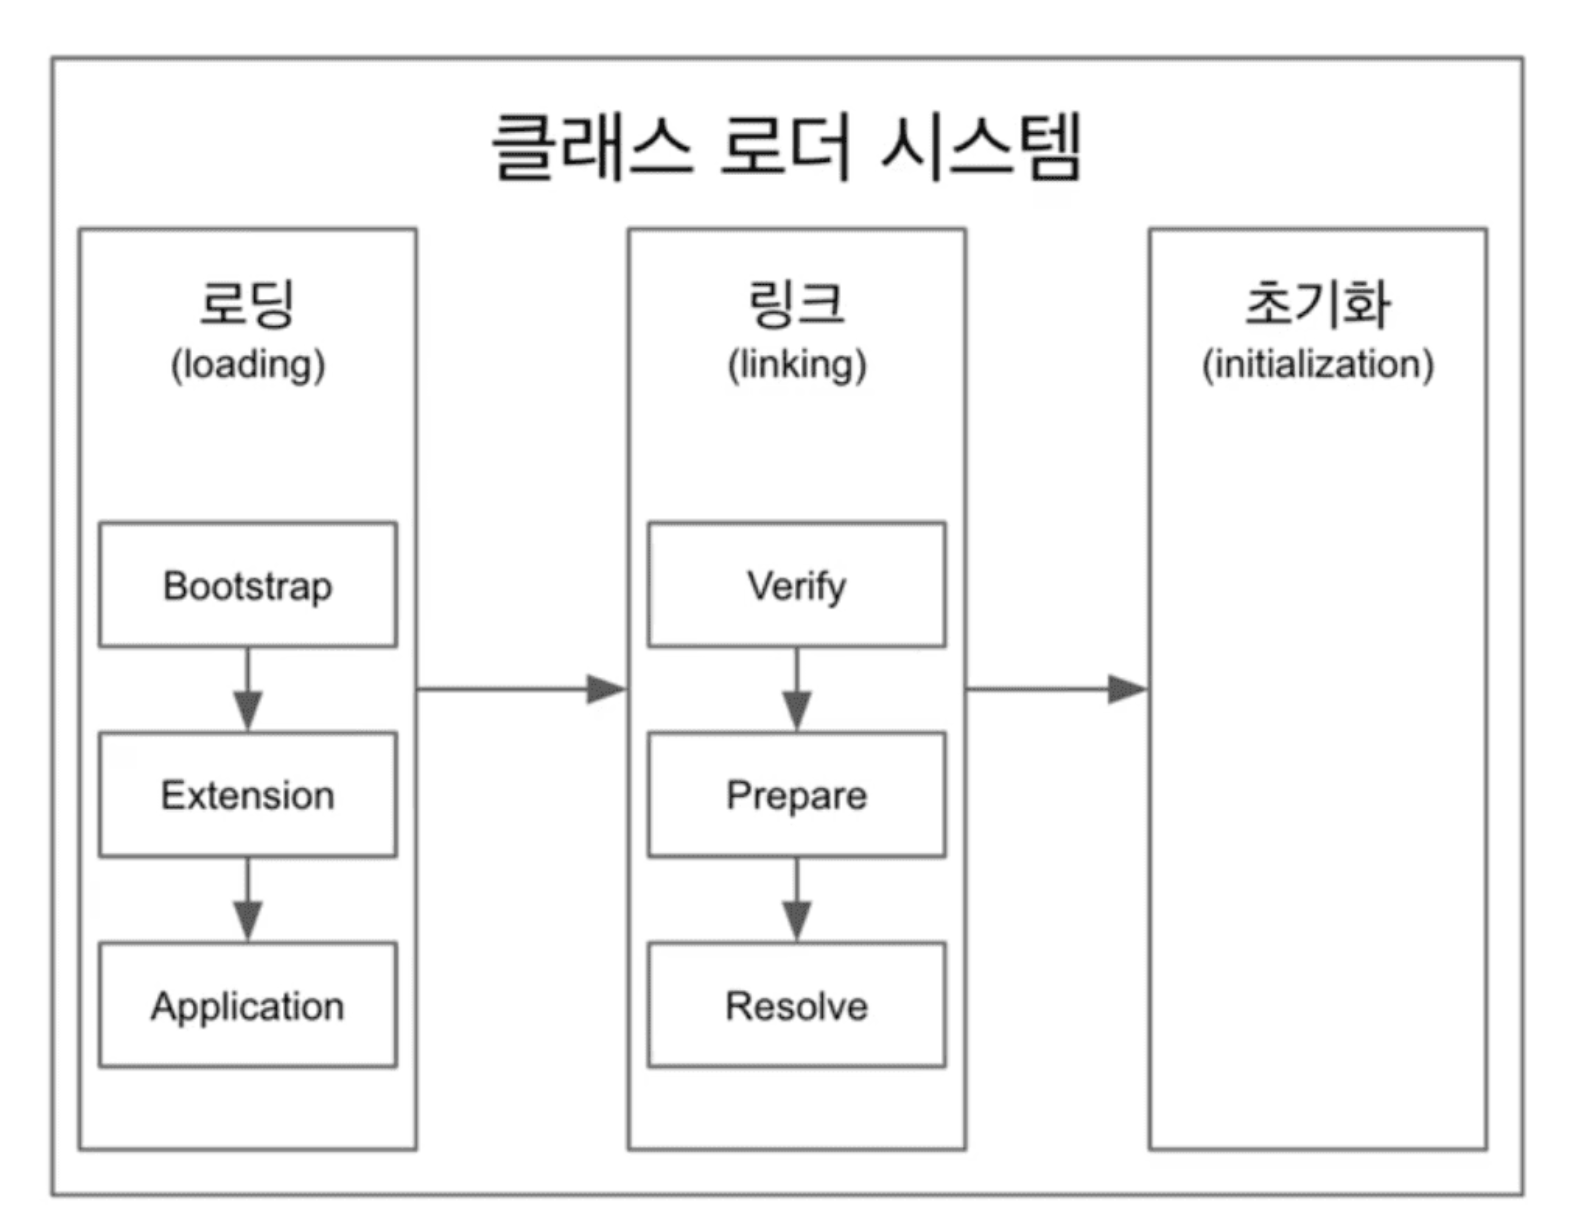 클래스 로더 시스템
로딩
(loading)
Bootstrap
Extension
Application
링크
(linking)
Verify
Prepare
Resolve
초기화
(initialization)